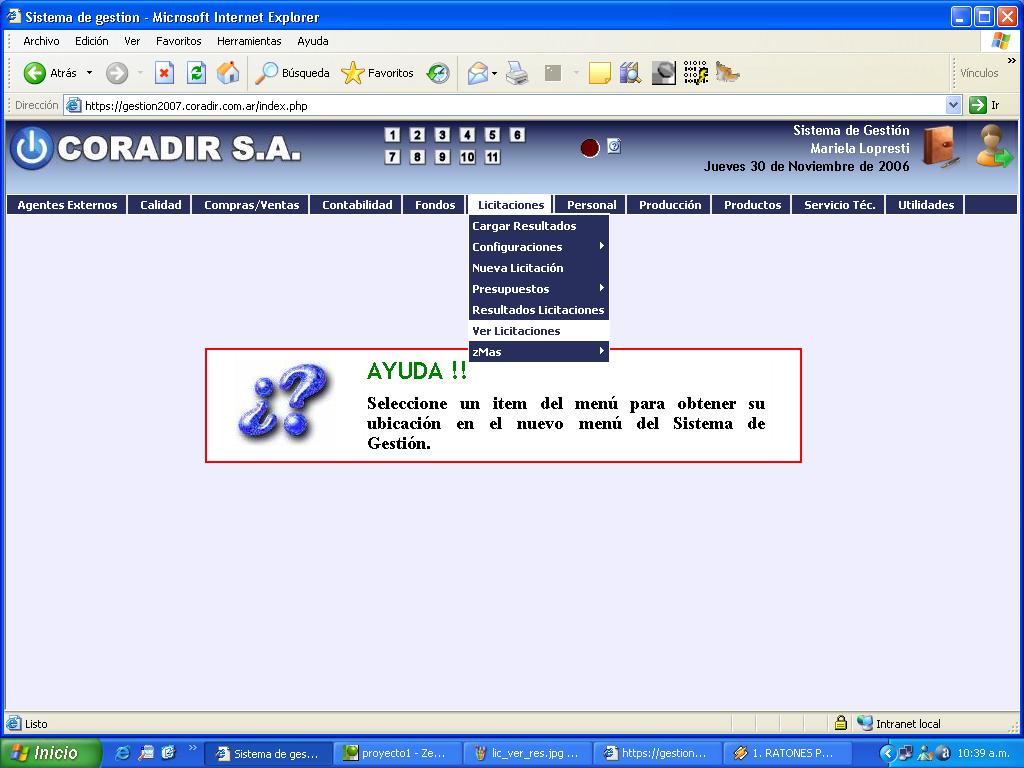 Sistema de gestion - Microsoft Internet Explorer
Archivo Edición Ver Favoritos Herramientas Ayuda
Atrás Búsqueda Favoritos Vínculos
Dirección https://gestion2007.coradir.com.ar/index.php Ir
CORADIR S.A.
1 2 3 4 5 6
7 8 9 10 11
Sistema de Gestión
Mariela Lopresti
Jueves 30 de Noviembre de 2006
Agentes Externos Calidad Compras/Ventas Contabilidad Fondos Licitaciones Personal Producción Productos Servicio Téc. Utilidades
Cargar Resultados
Configuraciones
Nueva Licitación
Presupuestos
Resultados Licitaciones
Ver Licitaciones
zMas
AYUDA !!
Seleccione un item del menú para obtener su
ubicación en el nuevo menú del Sistema de
Gestión.
Listo Intranet local
Inicio Sistema de ges... proyecto1 - Ze... lic_ver_res.jpg ... https://gestion... 1. RATONES P... 10:39 a.m.